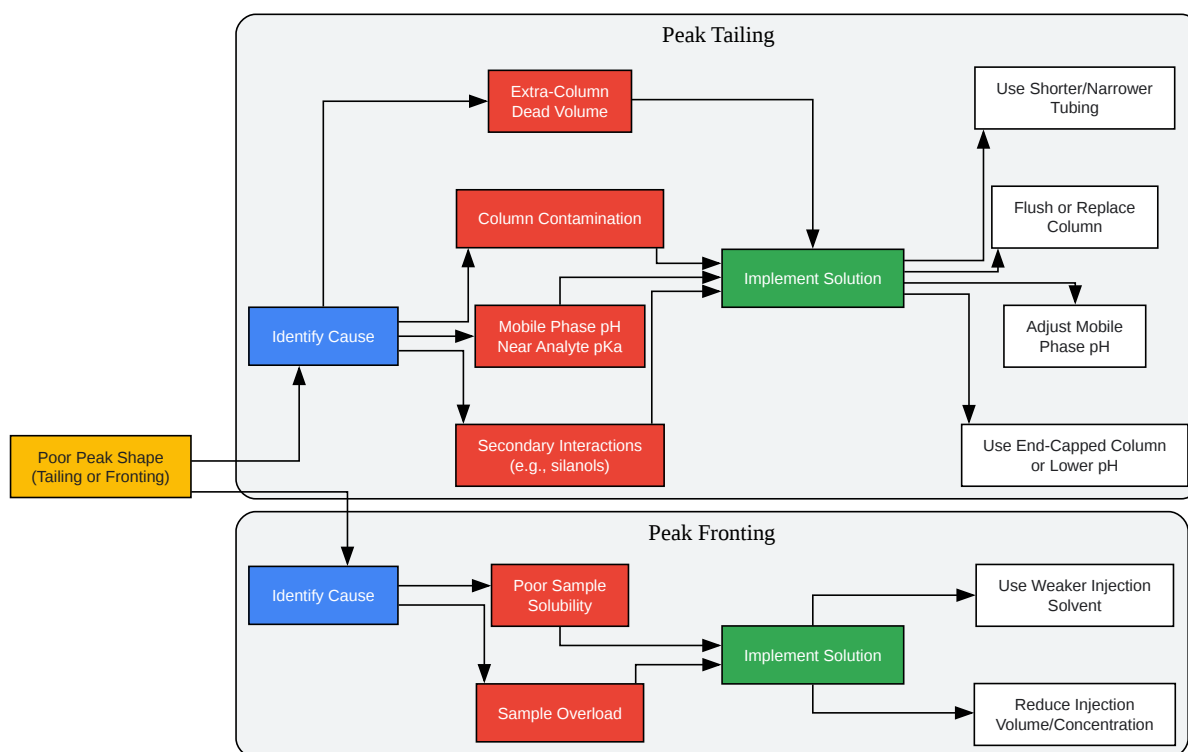 Peak Tailing
Extra-Column
Dead Volume
Use Shorter/Narrower
Tubing
Column Contamination
Flush or Replace
Column
Implement Solution
Identify Cause
Mobile Phase pH
Near Analyte pKa
Adjust Mobile
Phase pH
Poor Peak Shape
(Tailing or Fronting)
Secondary Interactions
(e.g., silanols)
Use End-Capped Column
or Lower pH
Peak Fronting
Identify Cause
Poor Sample
Solubility
Use Weaker Injection
Solvent
Implement Solution
Sample Overload
Reduce Injection
Volume/Concentration